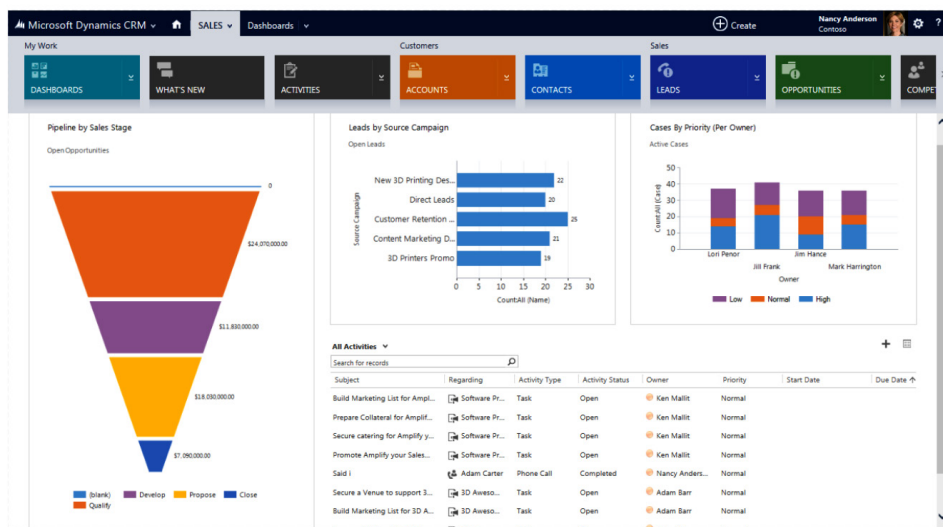 Microsoft Dynamics CRM
SALES
Dashboards
Create
Nancy Anderson
Contoso
?
My Work
Customers
Sales
DASHBOARDS
WHAT'S NEW
ACTIVITIES
ACCOUNTS
CONTACTS
LEADS
OPPORTUNITIES
COMPE
Pipeline by Sales Stage
Open Opportunities
0
$24,070,000.00
$11,830,000.00
$18,030,000.00
$7,090,000.00
(blank) Develop Propose Close
Qualify
Leads by Source Campaign
Open Leads
Source Campaign
New 3D Printing Des... 22
Direct Leads 20
Customer Retention ... 25
Content Marketing D... 21
3D Printers Promo 19
0 5 10 15 20 25 30
Count:All (Name)
Cases By Priority (Per Owner)
Active Cases
Count:All (Case)
50
40
30
20
10
0
Lori Penor Jim Hance
Jill Frank Mark Harrington
Owner
Low Normal High
All Activities
Search for records
Subject Regarding Activity Type Activity Status Owner Priority Start Date Due Date
Build Marketing List for Ampl... Software Pr... Task Open Ken Mallit Normal
Prepare Collateral for Amplif... Software Pr... Task Open Ken Mallit Normal
Secure catering for Amplify y... Software Pr... Task Open Ken Mallit Normal
Promote Amplify your Sales... Software Pr... Task Open Ken Mallit Normal
Said i Adam Carter Phone Call Completed Nancy Anders... Normal
Secure a Venue to support 3... 3D Aweso... Task Open Adam Barr Normal
Build Marketing List for 3D A... 3D Aweso... Task Open Adam Barr Normal